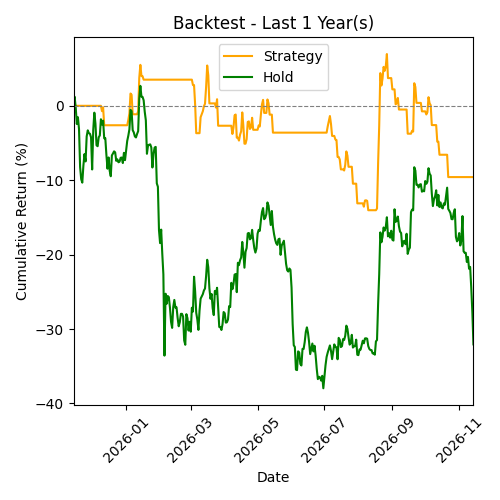 Backtest - Last 1 Year(s)
Strategy
Hold
Cumulative Return (%)
0
−10
−20
−30
−40
2026-01
2026-03
2026-05
2026-07
2026-09
2026-11
Date